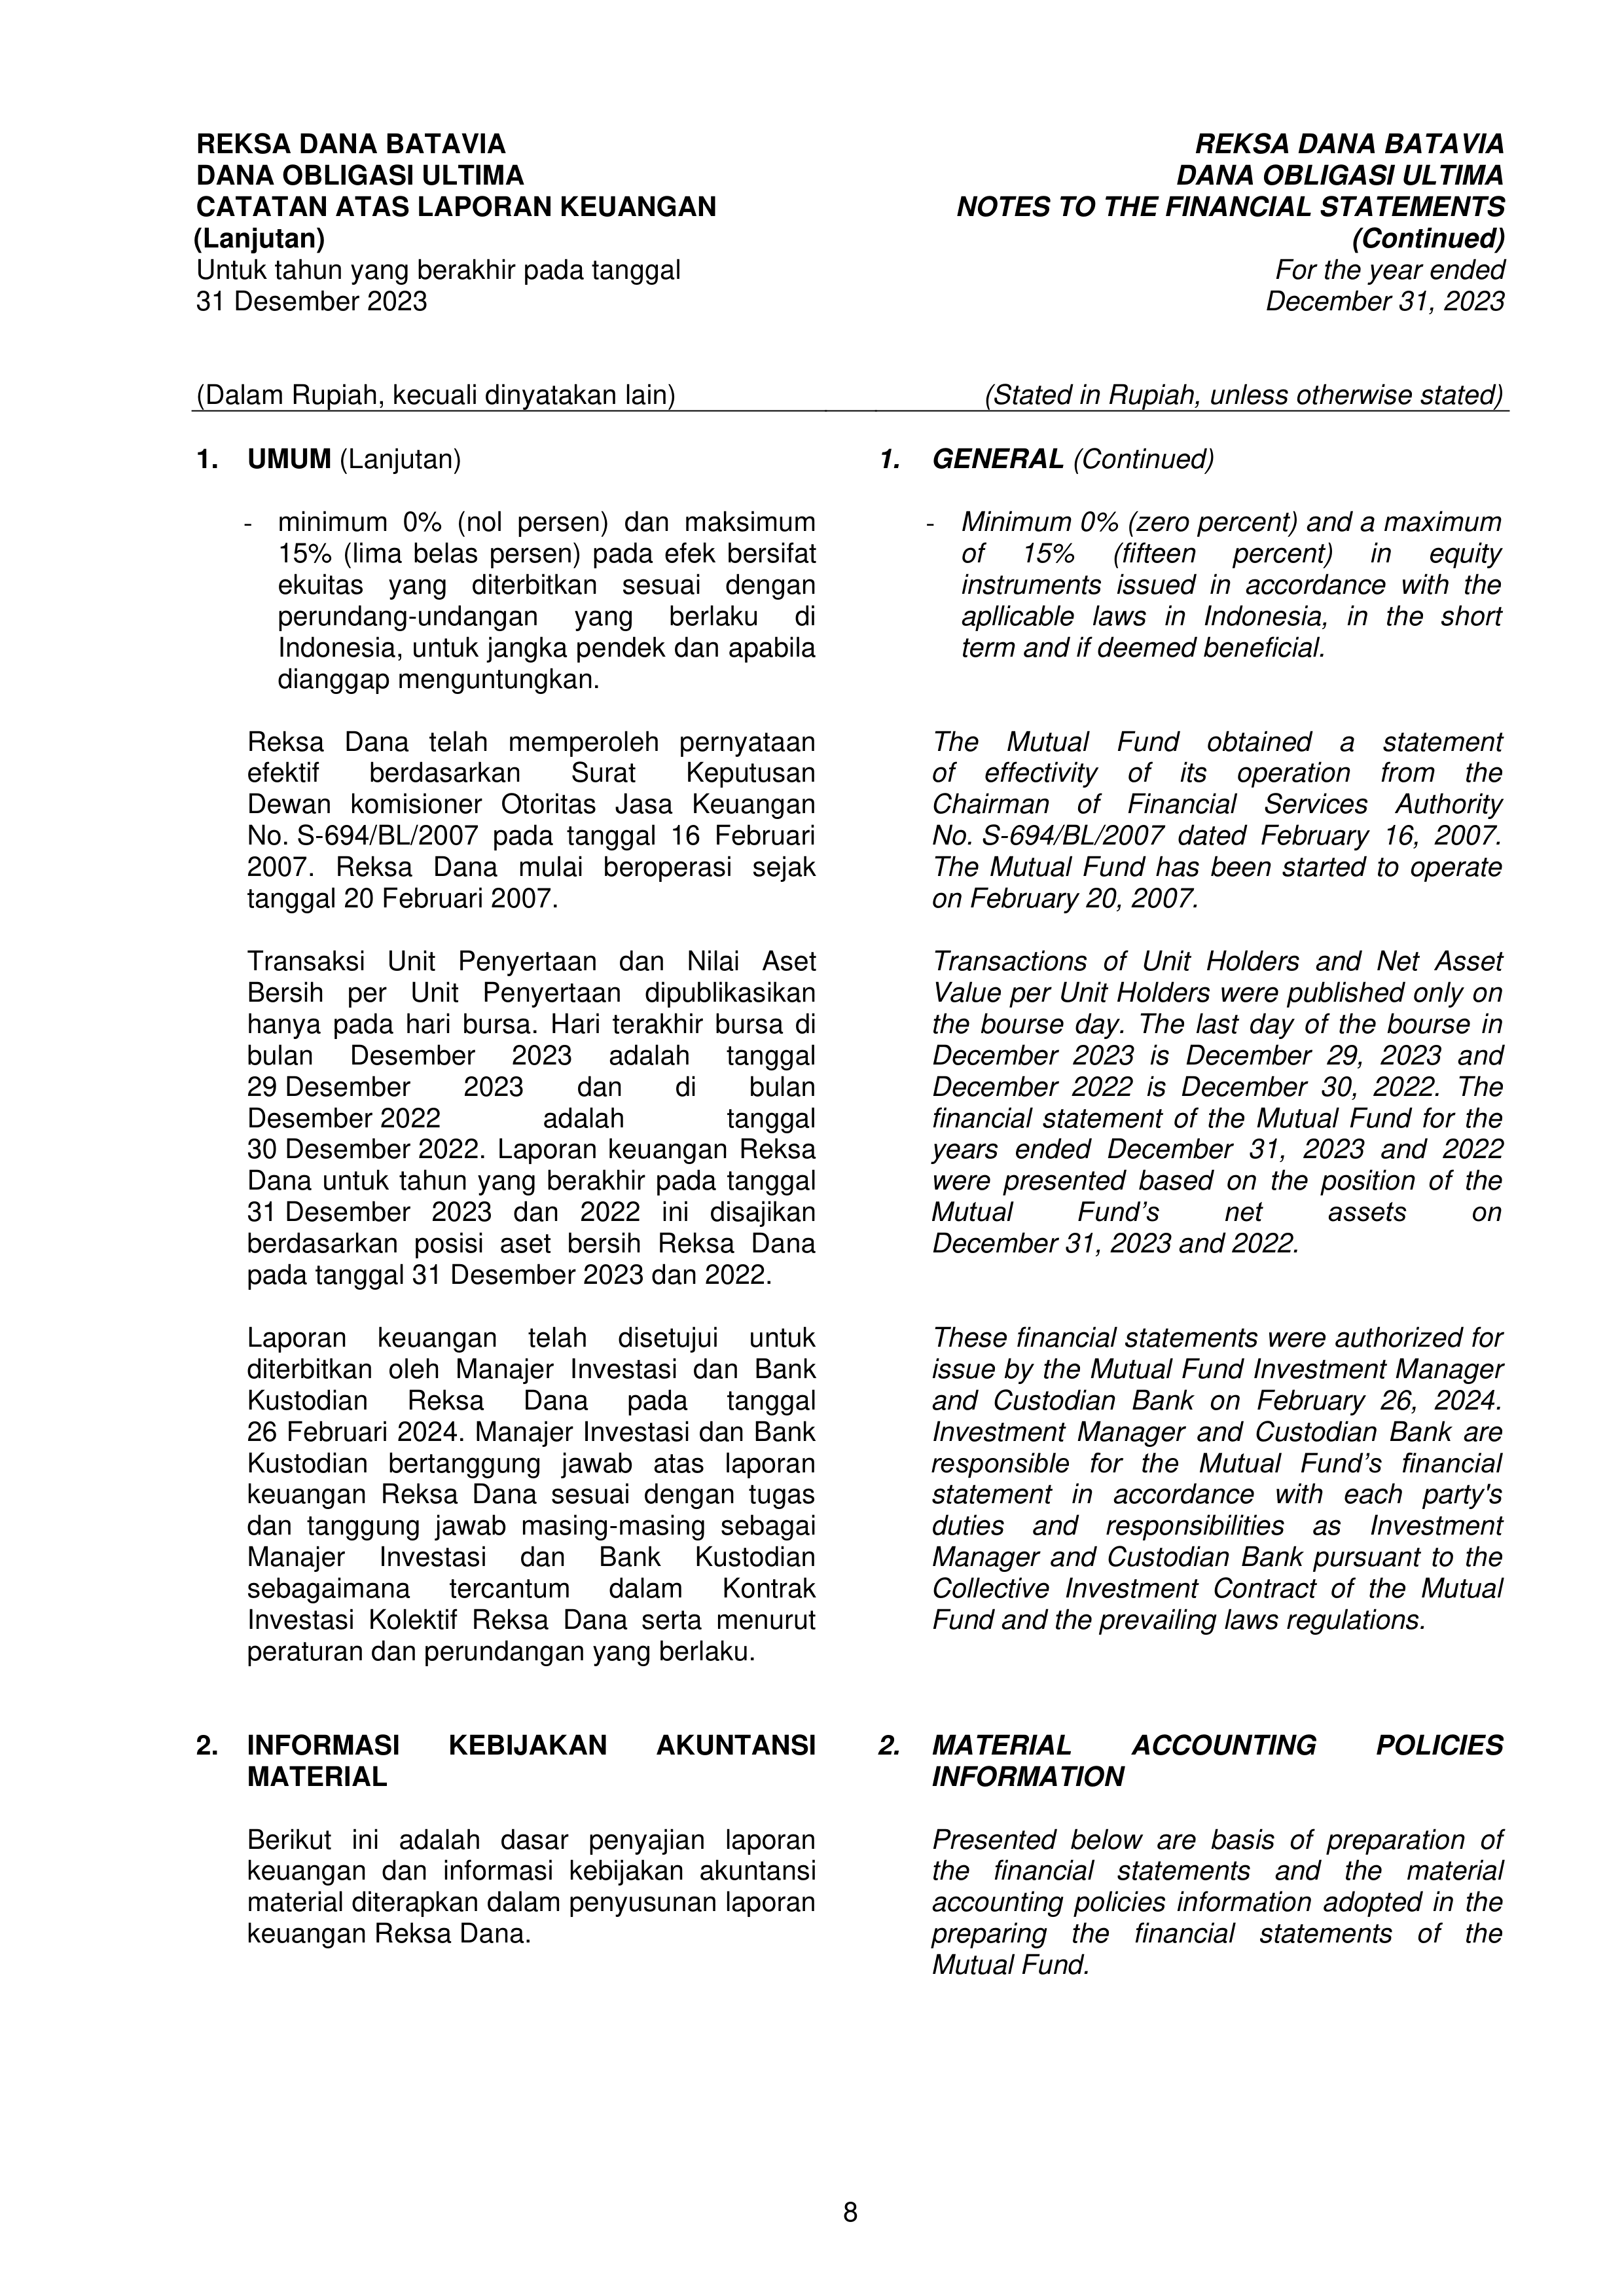 REKSA DANA BATAVIA
DANA OBLIGASI ULTIMA
CATATAN ATAS LAPORAN KEUANGAN
(Lanjutan)
Untuk tahun yang berakhir pada tanggal
31 Desember 2023
(Dalam Rupiah, kecuali dinyatakan lain)
REKSA DANA BATAVIA
DANA OBLIGASI ULTIMA
NOTES TO THE FINANCIAL STATEMENTS
(Continued)
For the year ended
December 31, 2023
(Stated in Rupiah, unless otherwise stated)
1. UMUM (Lanjutan)
- minimum 0% (nol persen) dan maksimum
15% (lima belas persen) pada efek bersifat
ekuitas yang diterbitkan sesuai dengan
perundang-undangan yang berlaku di
Indonesia, untuk jangka pendek dan apabila
dianggap menguntungkan.
Reksa Dana telah memperoleh pernyataan
efektif berdasarkan Surat Keputusan
Dewan komisioner Otoritas Jasa Keuangan
No. S-694/BL/2007 pada tanggal 16 Februari
2007. Reksa Dana mulai beroperasi sejak
tanggal 20 Februari 2007.
Transaksi Unit Penyertaan dan Nilai Aset
Bersih per Unit Penyertaan dipublikasikan
hanya pada hari bursa. Hari terakhir bursa di
bulan Desember 2023 adalah tanggal
29 Desember 2023 dan di bulan
Desember 2022 adalah tanggal
30 Desember 2022. Laporan keuangan Reksa
Dana untuk tahun yang berakhir pada tanggal
31 Desember 2023 dan 2022 ini disajikan
berdasarkan posisi aset bersih Reksa Dana
pada tanggal 31 Desember 2023 dan 2022.
Laporan keuangan telah disetujui untuk
diterbitkan oleh Manajer Investasi dan Bank
Kustodian Reksa Dana pada tanggal
26 Februari 2024. Manajer Investasi dan Bank
Kustodian bertanggung jawab atas laporan
keuangan Reksa Dana sesuai dengan tugas
dan tanggung jawab masing-masing sebagai
Manajer Investasi dan Bank Kustodian
sebagaimana tercantum dalam Kontrak
Investasi Kolektif Reksa Dana serta menurut
peraturan dan perundangan yang berlaku.
2. INFORMASI KEBIJAKAN AKUNTANSI
MATERIAL
Berikut ini adalah dasar penyajian laporan
keuangan dan informasi kebijakan akuntansi
material diterapkan dalam penyusunan laporan
keuangan Reksa Dana.
1. GENERAL (Continued)
- Minimum 0% (zero percent) and a maximum
of 15% (fifteen percent) in equity
instruments issued in accordance with the
apllicable laws in Indonesia, in the short
term and if deemed beneficial.
The Mutual Fund obtained a statement
of effectivity of its operation from the
Chairman of Financial Services Authority
No. S-694/BL/2007 dated February 16, 2007.
The Mutual Fund has been started to operate
on February 20, 2007.
Transactions of Unit Holders and Net Asset
Value per Unit Holders were published only on
the bourse day. The last day of the bourse in
December 2023 is December 29, 2023 and
December 2022 is December 30, 2022. The
financial statement of the Mutual Fund for the
years ended December 31, 2023 and 2022
were presented based on the position of the
Mutual Fund’s net assets on
December 31, 2023 and 2022.
These financial statements were authorized for
issue by the Mutual Fund Investment Manager
and Custodian Bank on February 26, 2024.
Investment Manager and Custodian Bank are
responsible for the Mutual Fund’s financial
statement in accordance with each party's
duties and responsibilities as Investment
Manager and Custodian Bank pursuant to the
Collective Investment Contract of the Mutual
Fund and the prevailing laws regulations.
2. MATERIAL ACCOUNTING POLICIES
INFORMATION
Presented below are basis of preparation of
the financial statements and the material
accounting policies information adopted in the
preparing the financial statements of the
Mutual Fund.
8